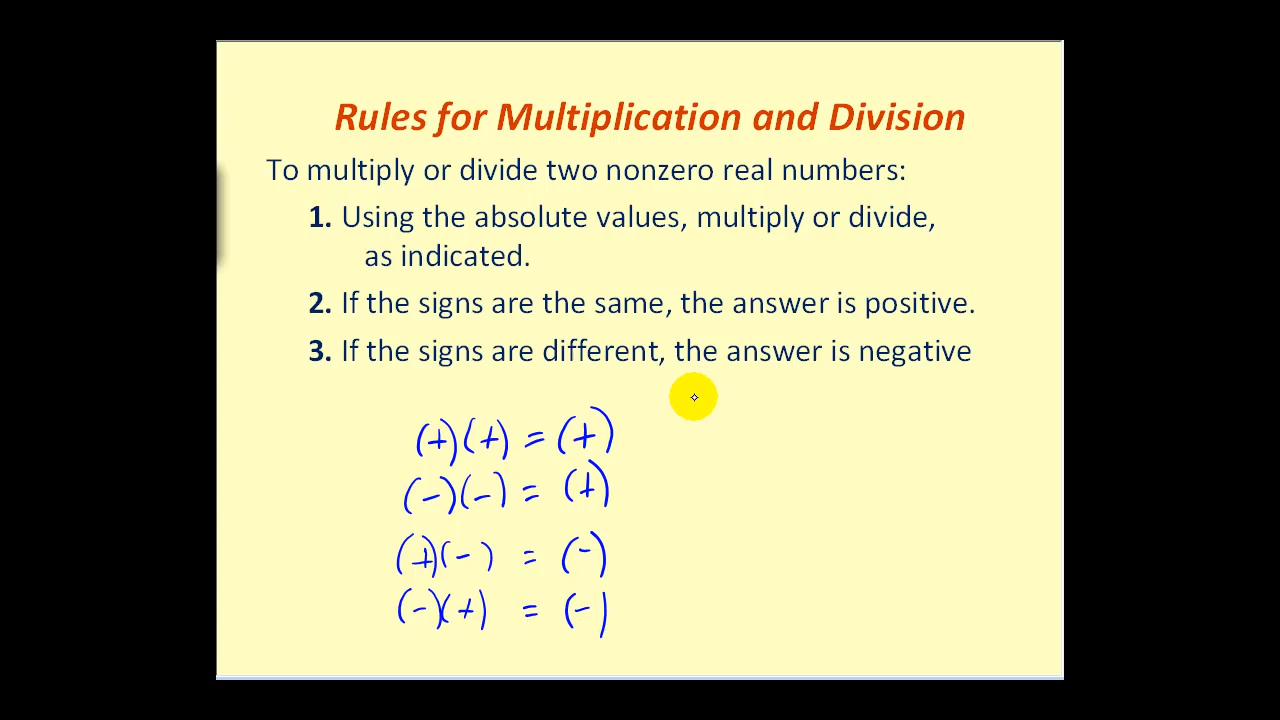 Rules for Multiplication and Division
To multiply or divide two nonzero real numbers:
1. Using the absolute values, multiply or divide,
as indicated.
2. If the signs are the same, the answer is positive.
3. If the signs are different, the answer is negative
(+)(+) = (+)
(-)(-) = (+)
(+)(-) = (-)
(-)(+) = (-)